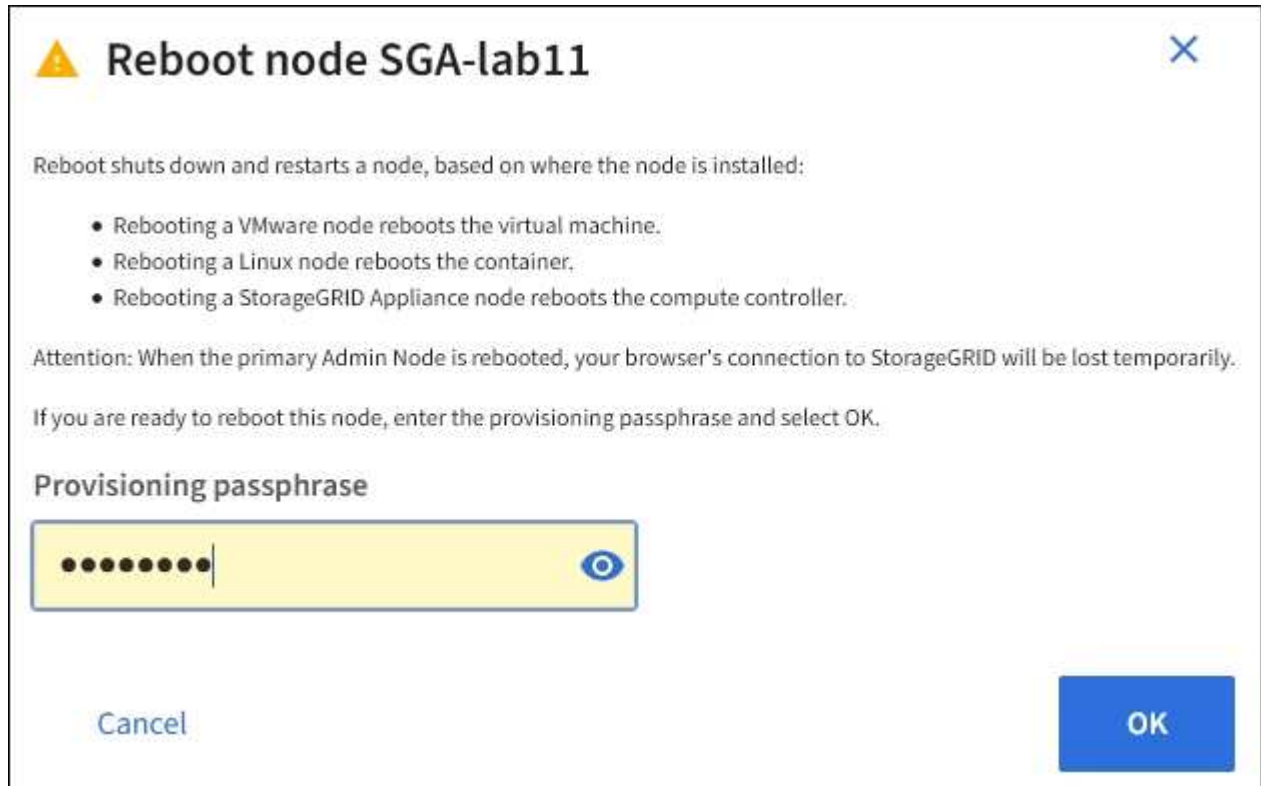 Reboot node SGA-lab11
Reboot shuts down and restarts a node, based on where the node is installed:
• Rebooting a VMware node reboots the virtual machine.
• Rebooting a Linux node reboots the container.
• Rebooting a StorageGRID Appliance node reboots the compute controller.
Attention: When the primary Admin Node is rebooted, your browser's connection to StorageGRID will be lost temporarily.
If you are ready to reboot this node, enter the provisioning passphrase and select OK.
Provisioning passphrase
••••••••
Cancel
OK